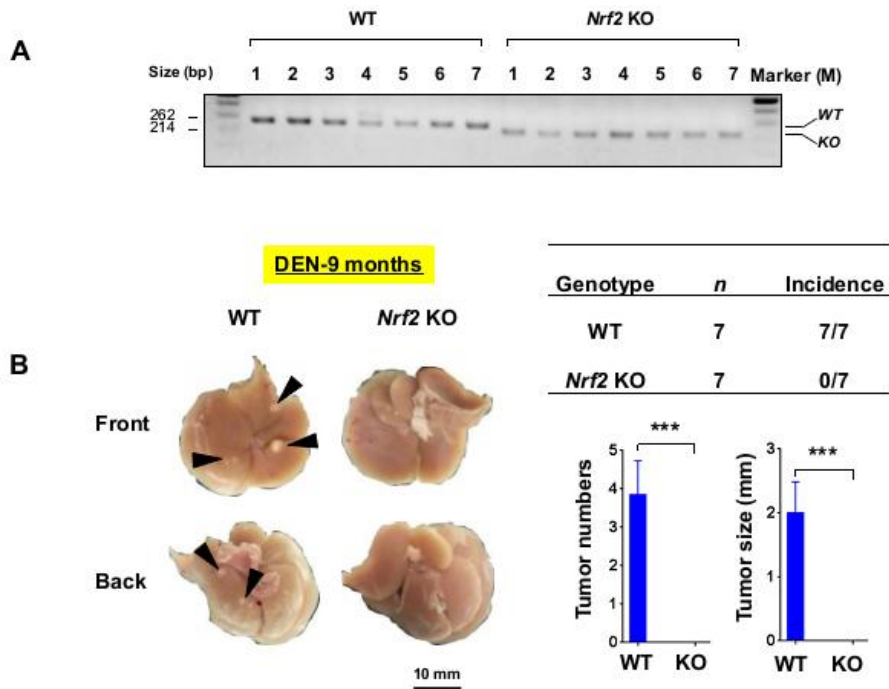 A
WT
Nrf2 KO
Size (bp) 1 2 3 4 5 6 7 1 2 3 4 5 6 7 Marker (M)
262
214
WT
KO
B
DEN-9 months
WT
Nrf2 KO
Front
Back
10 mm
Genotype n Incidence
WT 7 7/7
Nrf2 KO 7 0/7
Tumor numbers
5
4
3
2
1
0
***
WT KO
Tumor size (mm)
3
2
1
0
***
WT KO